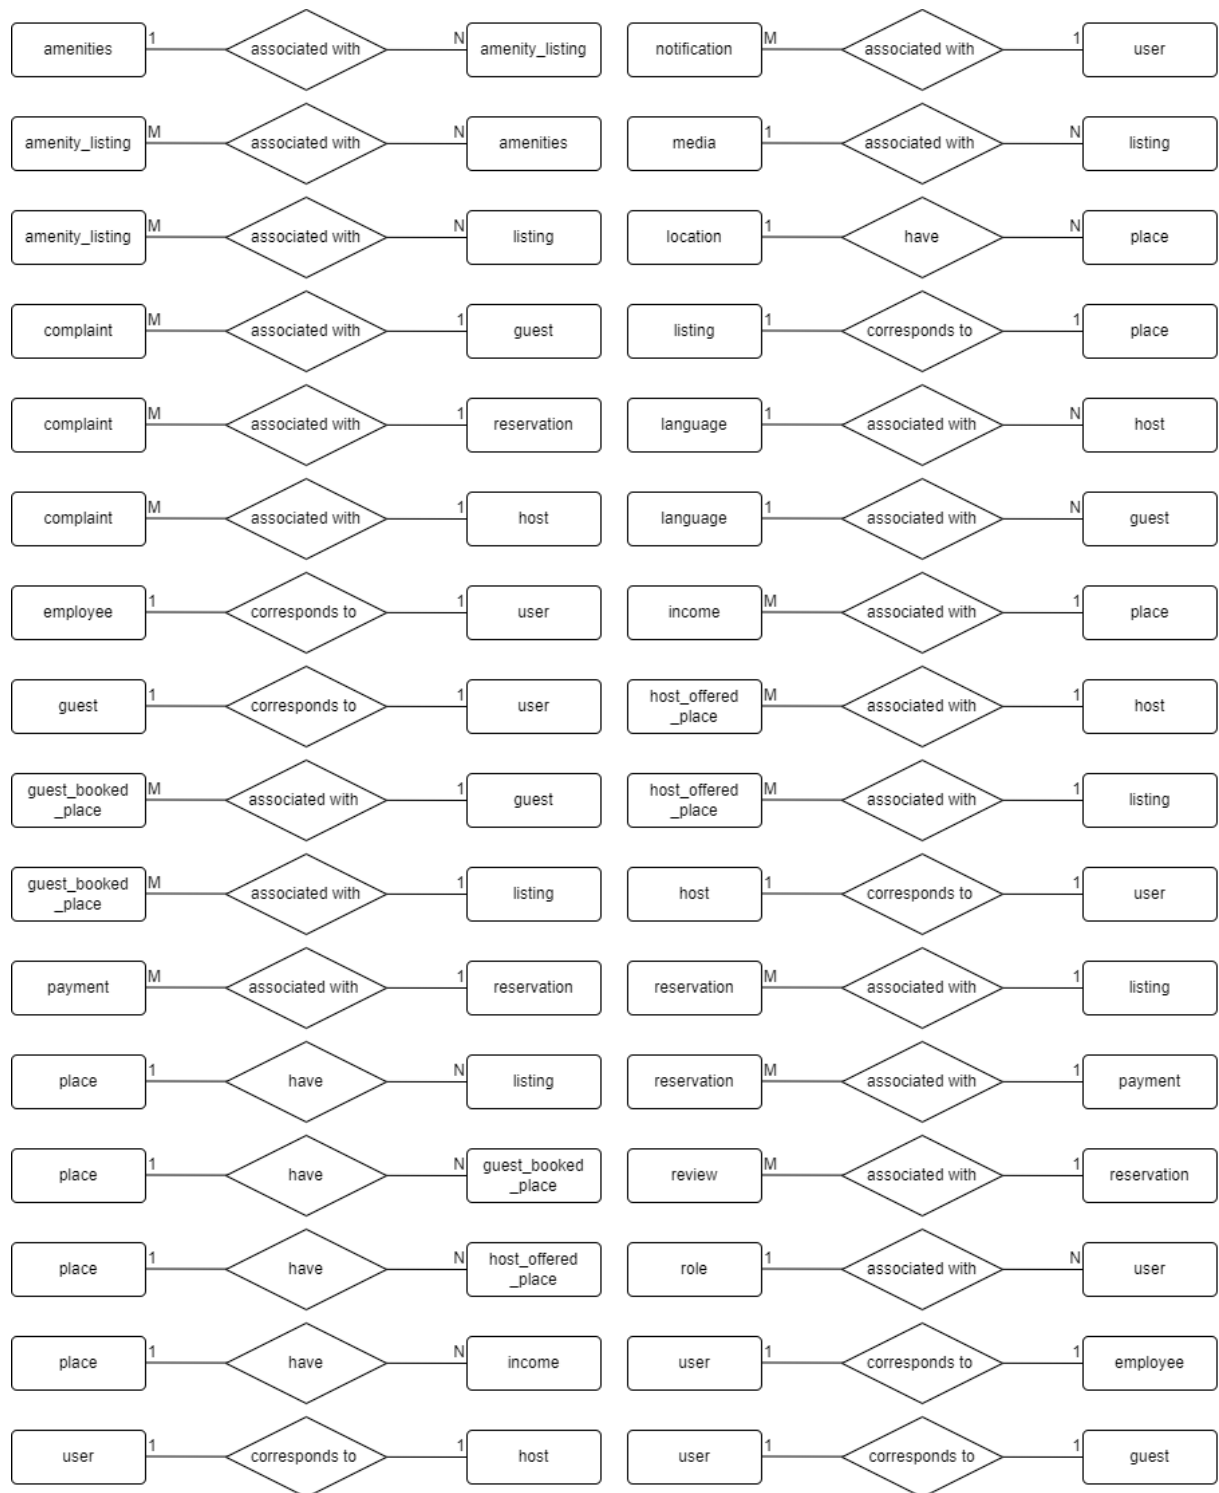 amenities 1 associated with N amenity_listing
notification M associated with 1 user
amenity_listing M associated with N amenities
media 1 associated with N listing
amenity_listing M associated with N listing
location 1 have N place
complaint M associated with 1 guest
listing 1 corresponds to 1 place
complaint M associated with 1 reservation
language 1 associated with N host
complaint M associated with 1 host
language 1 associated with N guest
employee 1 corresponds to 1 user
income M associated with 1 place
guest 1 corresponds to 1 user
host_offered
_place M associated with 1 host
guest_booked
_place M associated with 1 guest
host_offered
_place M associated with 1 listing
guest_booked
_place M associated with 1 listing
host 1 corresponds to 1 user
payment M associated with 1 reservation
reservation M associated with 1 listing
place 1 have N listing
reservation M associated with 1 payment
place 1 have N guest_booked
_place
review M associated with 1 reservation
place 1 have N host_offered
_place
role 1 associated with N user
place 1 have N income
user 1 corresponds to 1 employee
user 1 corresponds to 1 host
user 1 corresponds to 1 guest